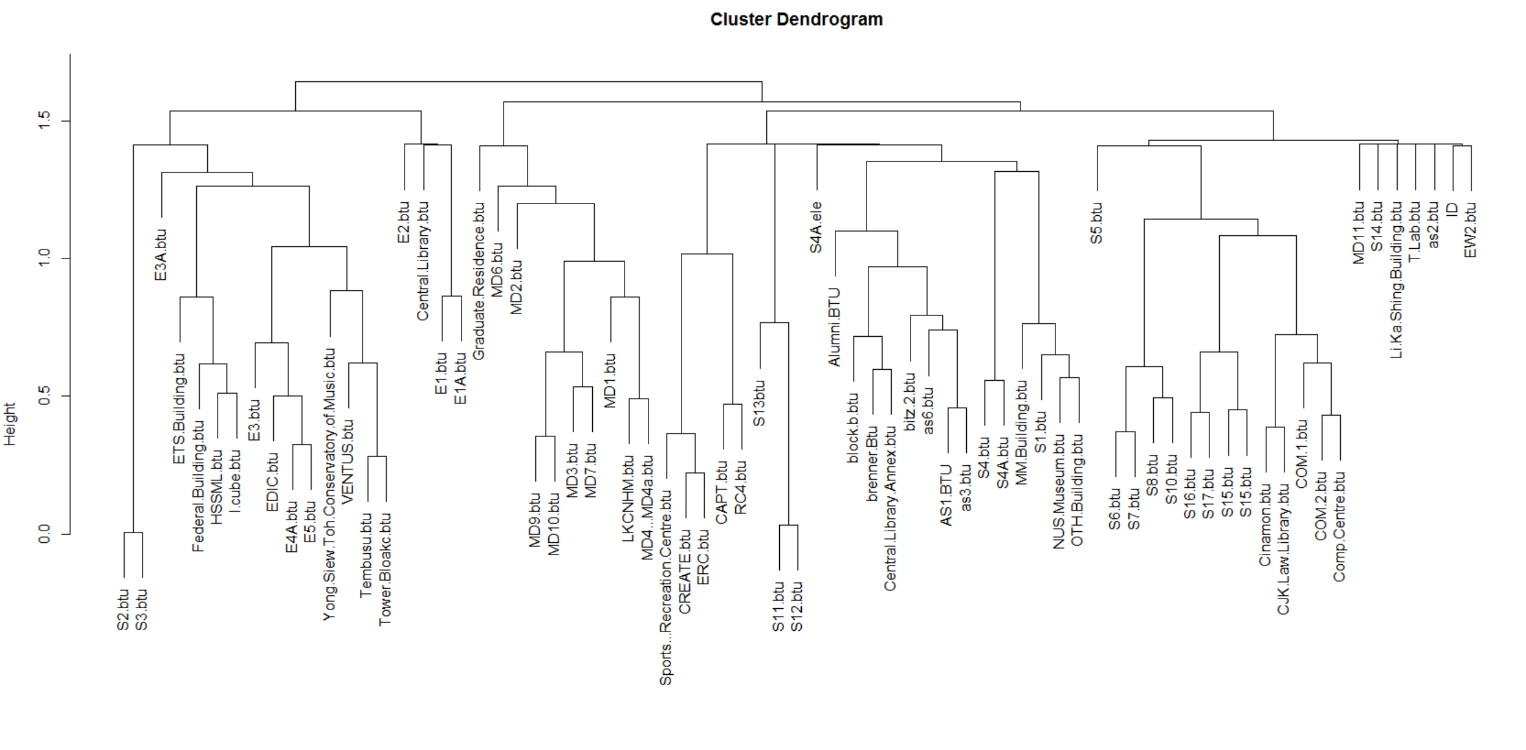 Cluster Dendrogram
Height
0.0
0.5
1.0
1.5
S2.btu
S3.btu
E3A.btu
ETS.Building.btu
Federal.Building.btu
HSSML.btu
I.cube.btu
E3.btu
EDIC.btu
E4A.btu
E5.btu
Yong.Siew.Toh.Conservatory.of.Music.btu
VENTUS.btu
Tembusu.btu
Tower.Bloakc.btu
E2.btu
Central.Library.btu
E1.btu
E1A.btu
Graduate.Residence.btu
MD6.btu
MD2.btu
MD9.btu
MD10.btu
MD3.btu
MD7.btu
MD1.btu
LKCNHM.btu
MD4...MD4a.btu
Sports...Recreation.Centre.btu
CREATE.btu
ERC.btu
CAPT.btu
RC4.btu
S13btu
S11.btu
S12.btu
S4A.ele
Alumni.BTU
block.b.btu
brenner.Btu
Central.Library.Annex.btu
bitz.2.btu
as6.btu
AS1.BTU
as3.btu
S4.btu
S4A.btu
MM.Building.btu
S1.btu
NUS.Museum.btu
OTH.Building.btu
S5.btu
S6.btu
S7.btu
S8.btu
S10.btu
S16.btu
S17.btu
S15.btu
S15.btu
Cinamon.btu
CJK.Law.Library.btu
COM.1.btu
COM.2.btu
Comp.Centre.btu
MD11.btu
S14.btu
Li.Ka.Shing.Building.btu
T.Lab.btu
as2.btu
ID
EW2.btu